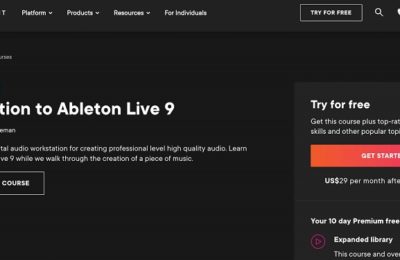 CT
Platform
Products
Resources
For Individuals
TRY FOR FREE
urses
tion to Ableton Live 9
eman
tal audio workstation for creating professional level high quality audio. Learn
ive 9 while we walk through the creation of a piece of music.
COURSE
Try for free
Get this course plus top-rat
skills and other popular topi
GET STARTE
US$29 per month afte
Your 10 day Premium free
Expanded library
This course and over